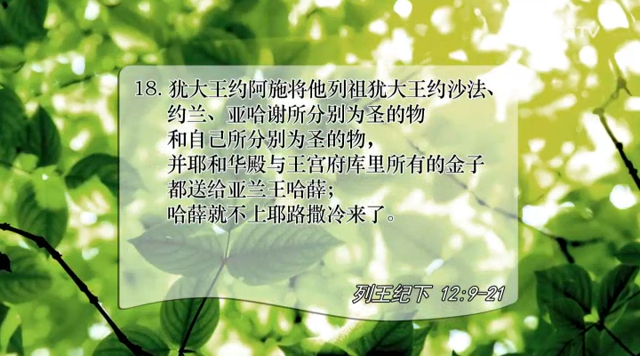 18. 犹大王约阿施将他列祖犹大王约沙法、
约兰、亚哈谢所分别为圣的物
和自己所分别为圣的物，
并耶和华殿与王宫府库里所有的金子
都送给亚兰王哈薛；
哈薛就不上耶路撒冷来了。
列王纪下 12:9-21